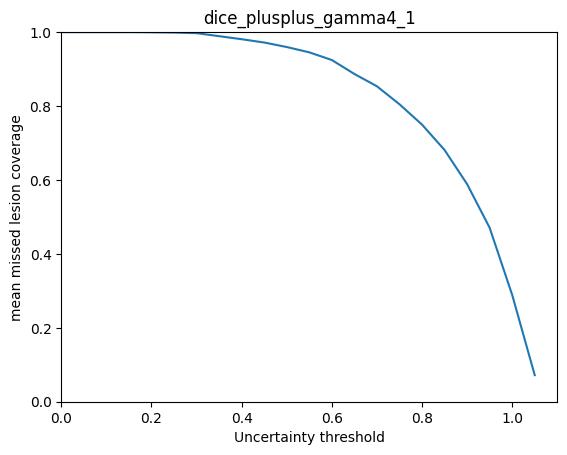 dice_plusplus_gamma4_1
mean missed lesion coverage
1.0
0.8
0.6
0.4
0.2
0.0
0.0 0.2 0.4 0.6 0.8 1.0
Uncertainty threshold